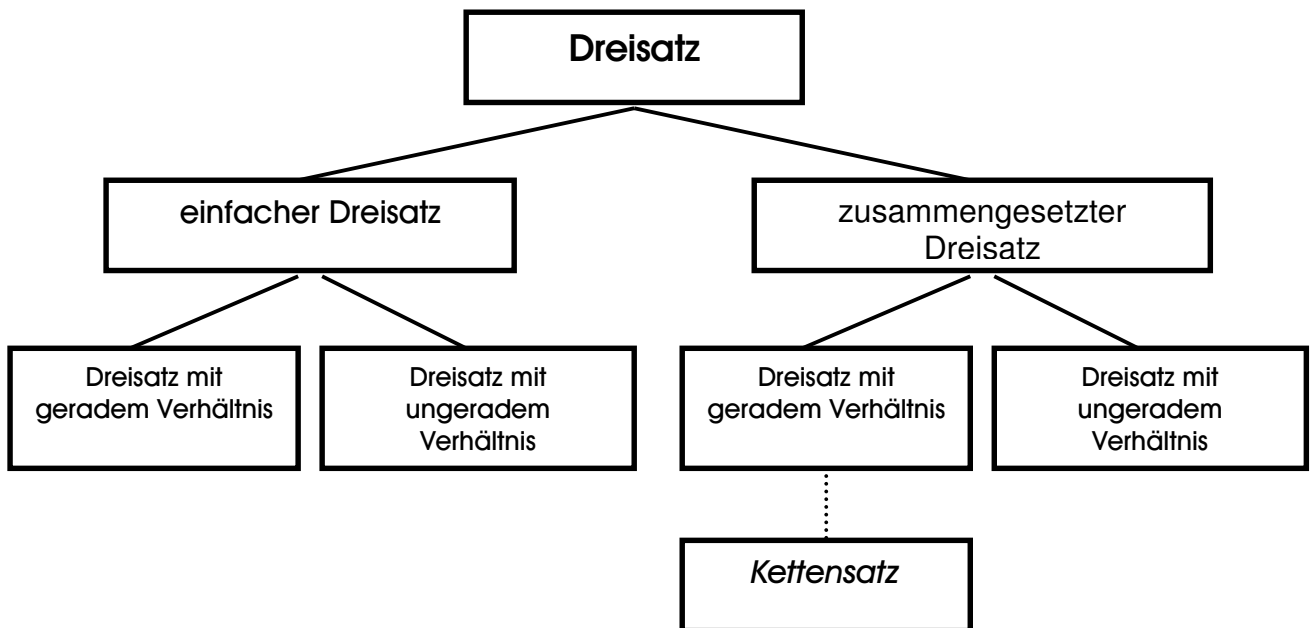 Dreisatz
einfacher Dreisatz
zusammengesetzter
Dreisatz
Dreisatz mit
geradem Verhältnis
Dreisatz mit
ungeradem
Verhältnis
Dreisatz mit
geradem Verhältnis
Dreisatz mit
ungeradem
Verhältnis
Kettensatz